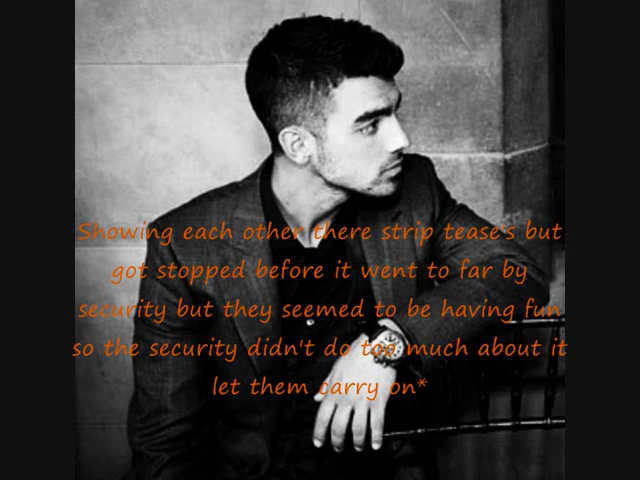 Showing each other there strip tease's but
got stopped before it went to far by
security but they seemed to be having fun
so the security didn't do too much about it
let them carry on*